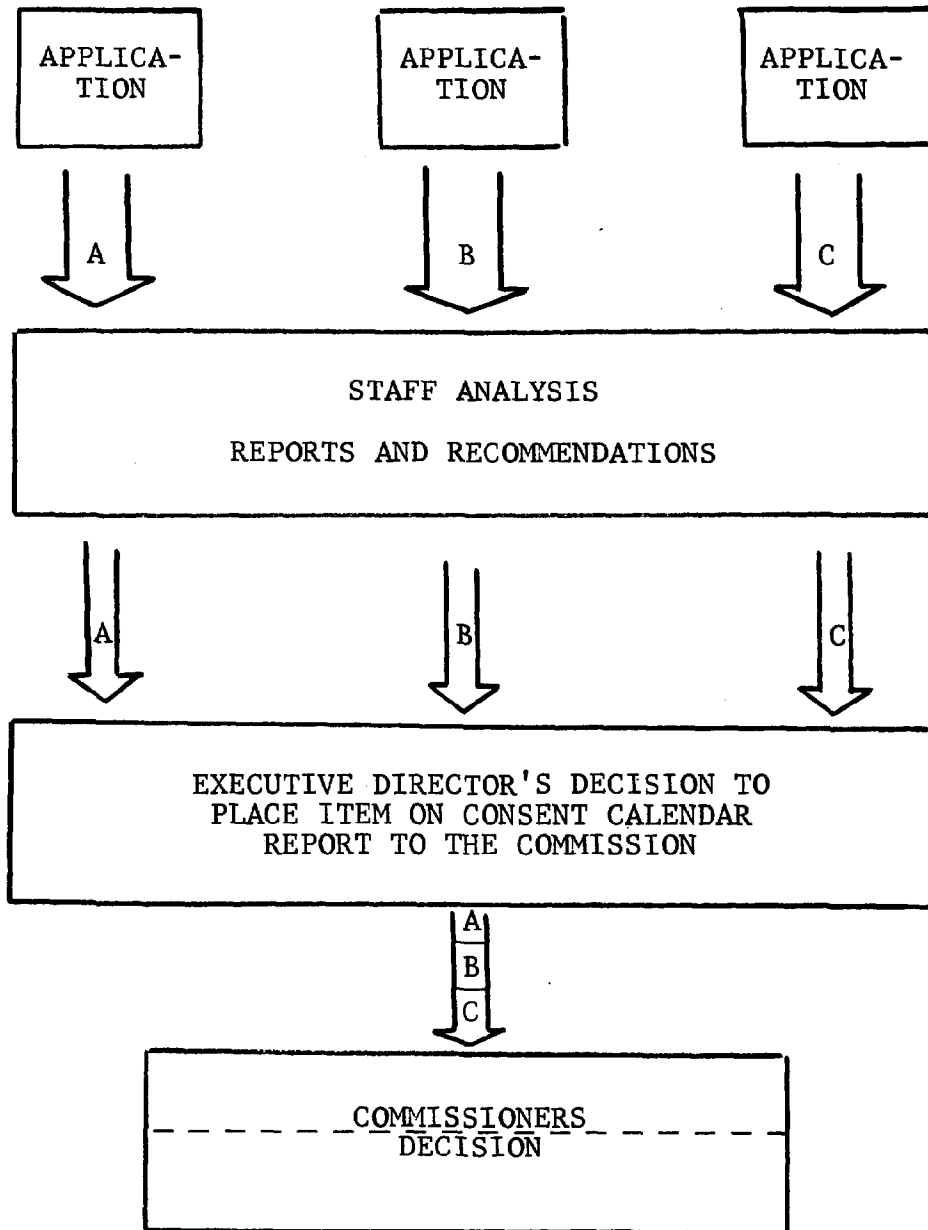 APPLICA-
TION
APPLICA-
TION
APPLICA-
TION
A
B
C
STAFF ANALYSIS
REPORTS AND RECOMMENDATIONS
A
B
C
EXECUTIVE DIRECTOR'S DECISION TO
PLACE ITEM ON CONSENT CALENDAR
REPORT TO THE COMMISSION
A
B
C
COMMISSIONERS
DECISION